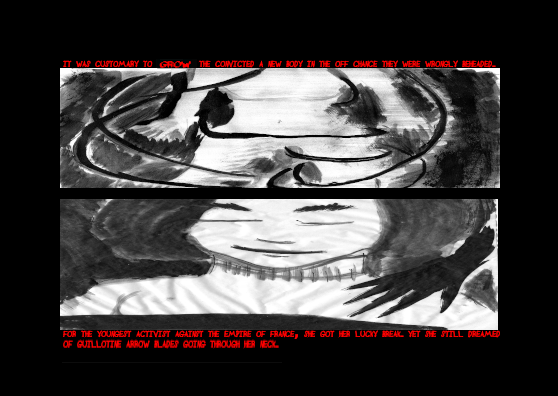 IT WAS CUSTOMARY TO GROW THE CONVICTED A NEW BODY IN THE OFF CHANCE THEY WERE WRONGLY BEHEADED.
FOR THE YOUNGEST ACTIVIST AGAINST THE EMPIRE OF FRANCE, SHE GOT HER LUCKY BREAK. YET SHE STILL DREAMED
OF GUILLOTINE ARROW BLADES GOING THROUGH HER NECK.